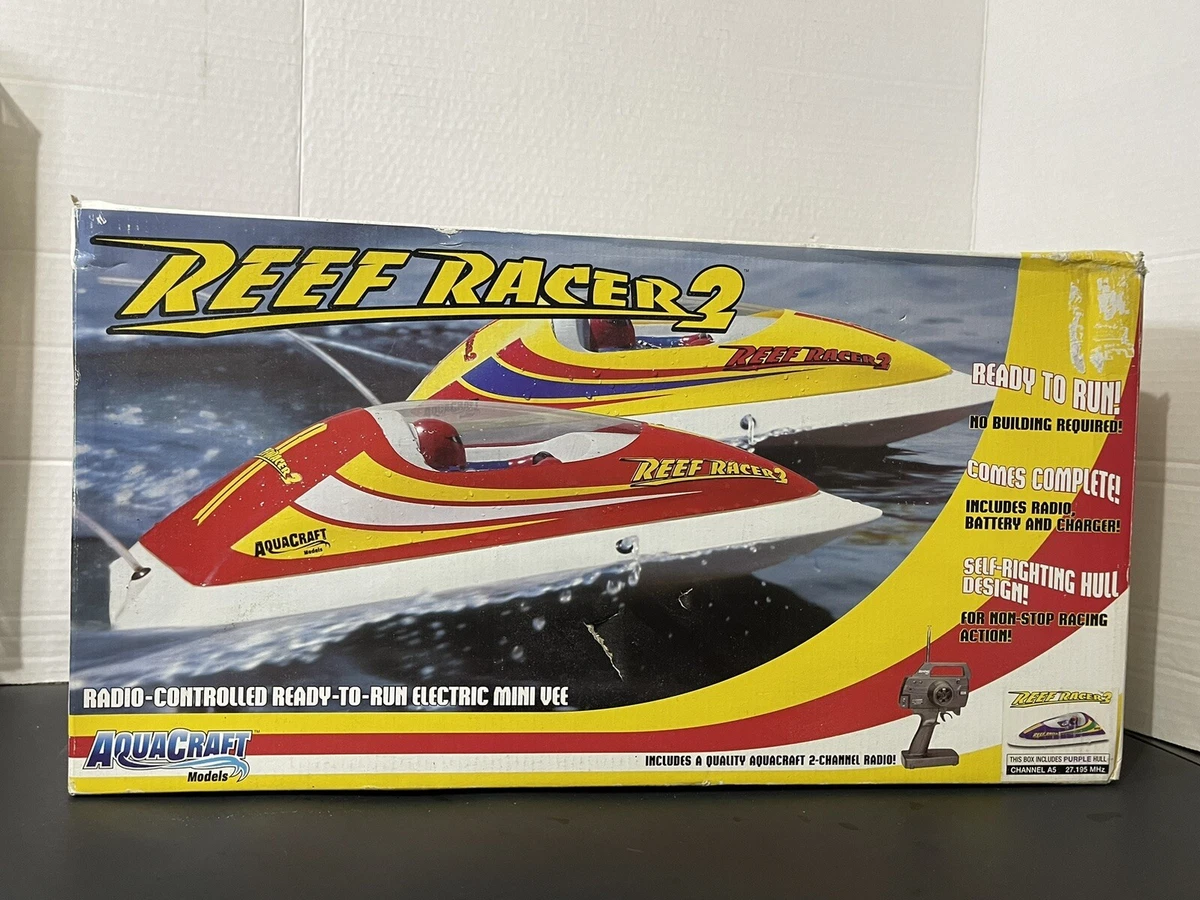 REEF RACER 2™
REEF RACER 2
REEF RACER 2
RACER 2
AQUACRAFT
Models
READY TO RUN!
NO BUILDING REQUIRED!
COMES COMPLETE!
INCLUDES RADIO,
BATTERY AND CHARGER!
SELF-RIGHTING HULL
DESIGN!
FOR NON-STOP RACING
ACTION!
RADIO-CONTROLLED READY-TO-RUN ELECTRIC MINI VEE
AQUACRAFT™
Models
INCLUDES A QUALITY AQUACRAFT 2-CHANNEL RADIO!
REEF RACER 2
THIS BOX INCLUDES PURPLE HULL
CHANNEL A5 27.195 MHz